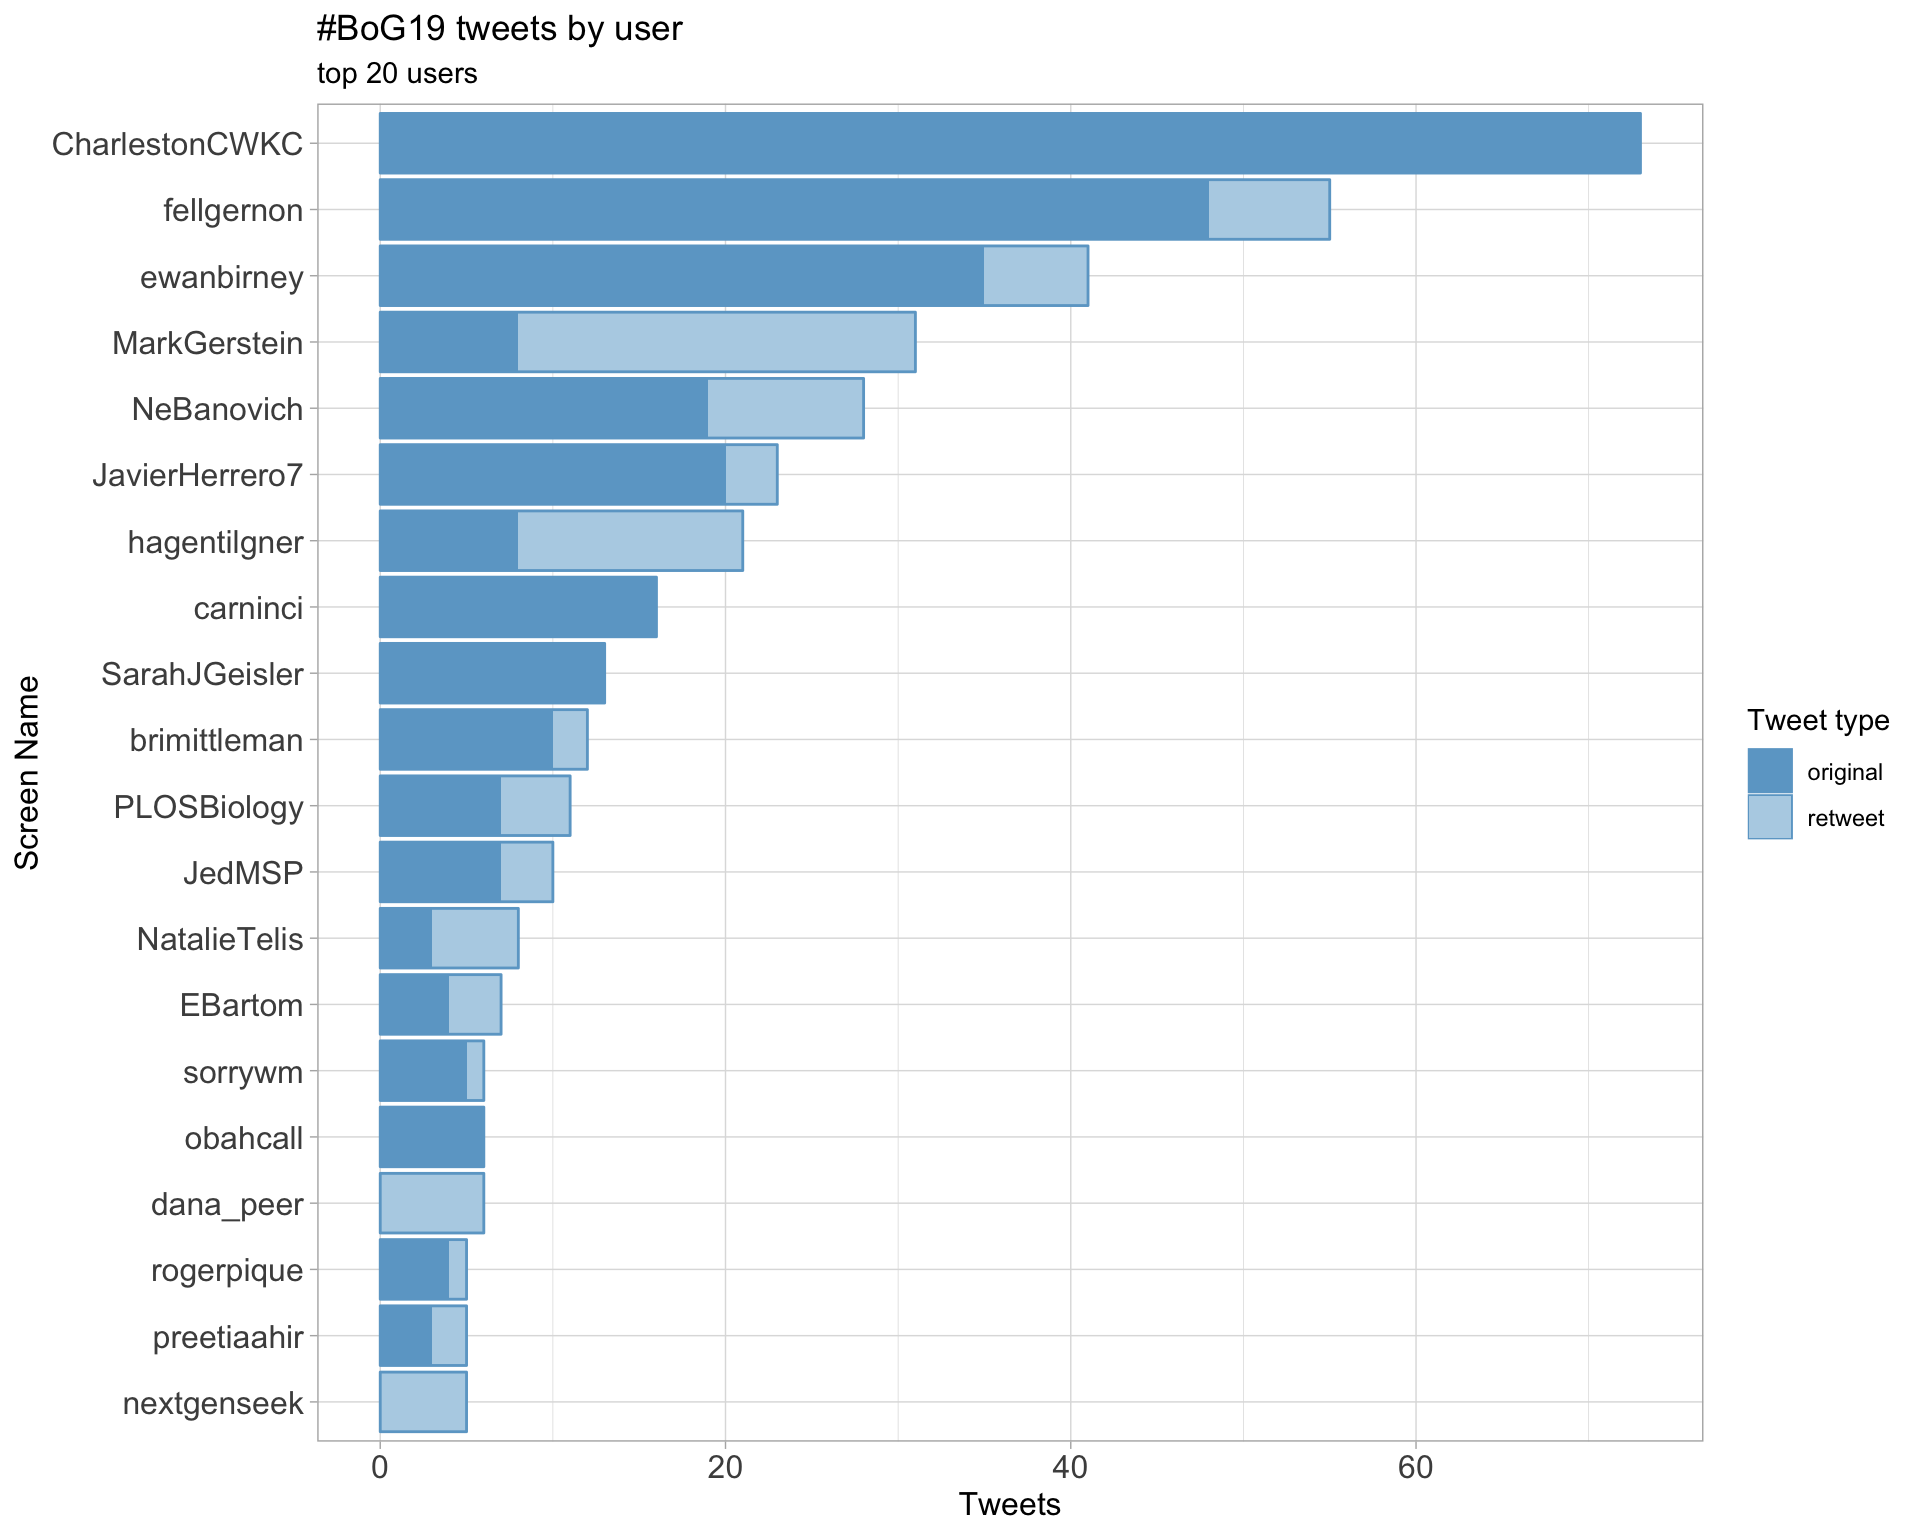 #BoG19 tweets by user
top 20 users
Screen Name
CharlestonCWKC
fellgernon
ewanbirney
MarkGerstein
NeBanovich
JavierHerrero7
hagentilgner
carninci
SarahJGeisler
brimittleman
PLOSBiology
JedMSP
NatalieTelis
EBartom
sorrywm
obahcall
dana_peer
rogerpique
preetiaahir
nextgenseek
0 20 40 60
Tweets
Tweet type
original
retweet